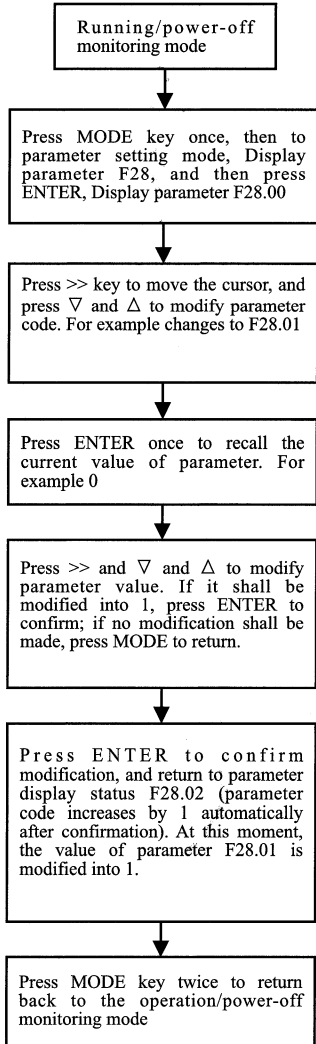 Running/power-off
monitoring mode
Press MODE key once, then to
parameter setting mode, Display
parameter F28, and then press
ENTER, Display parameter F28.00
Press >> key to move the cursor, and
press ▽ and △ to modify parameter
code. For example changes to F28.01
Press ENTER once to recall the
current value of parameter. For
example 0
Press >> and ▽ and △ to modify
parameter value. If it shall be
modified into 1, press ENTER to
confirm; if no modification shall be
made, press MODE to return.
Press ENTER to confirm
modification, and return to parameter
display status F28.02 (parameter
code increases by 1 automatically
after confirmation). At this moment,
the value of parameter F28.01 is
modified into 1.
Press MODE key twice to return
back to the operation/power-off
monitoring mode